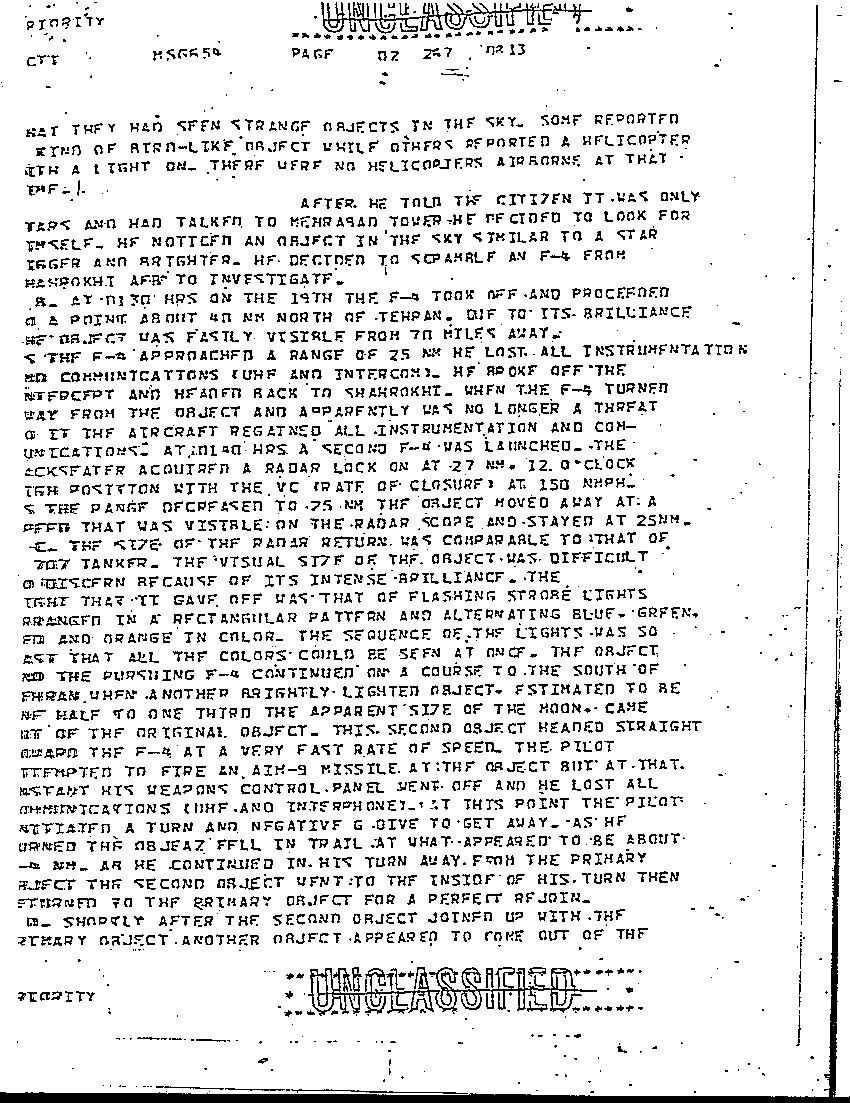 PRIORITY UNCLASSIFIED
CTT MSG654 PAGE 02 267 0813
HAT THEY HAD SEEN STRANGE OBJECTS IN THE SKY. SOME REPORTED
KIND OF BIRD-LIKE OBJECT WHILE OTHERS REPORTED A HELICOPTER
ITH A LIGHT ON. THERE WERE NO HELICOPTERS AIRBORNE AT THAT
IME.
AFTER HE TOLD THE CITIZEN IT WAS ONLY
TARS AND HAD TALKED TO MEHRABAD TOWER HE DECIDED TO LOOK FOR
IMSELF. HE NOTICED AN OBJECT IN THE SKY SIMILAR TO A STAR
IGGER AND BRIGHTER. HE DECIDED TO SCRAMBLE AN F-4 FROM
HAHROKHI AFB TO INVESTIGATE.
B. AT 0130 HRS ON THE 19TH THE F-4 TOOK OFF AND PROCEEDED
O A POINT ABOUT 40 NM NORTH OF TEHRAN. DUE TO ITS BRILLIANCE
HE OBJECT WAS EASILY VISIBLE FROM 70 MILES AWAY.
S THE F-4 APPROACHED A RANGE OF 25 NM HE LOST ALL INSTRUMENTATION
ND COMMUNICATIONS (UHF AND INTERCOM). HE BROKE OFF THE
NTERCEPT AND HEADED BACK TO SHAHROKHI. WHEN THE F-4 TURNED
WAY FROM THE OBJECT AND APPARENTLY WAS NO LONGER A THREAT
O IT THE AIRCRAFT REGAINED ALL INSTRUMENTATION AND COM-
UNICATIONS. AT 0140 HRS A SECOND F-4 WAS LAUNCHED. THE
ACKSEATER ACQUIRED A RADAR LOCK ON AT 27 NM, 12 O'CLOCK
IGH POSITION WITH THE VC (RATE OF CLOSURE) AT 150 NMPH.
S THE RANGE DECREASED TO 25 NM THE OBJECT MOVED AWAY AT A
PEED THAT WAS VISIBLE ON THE RADAR SCOPE AND STAYED AT 25NM.
C. THE SIZE OF THE RADAR RETURN WAS COMPARABLE TO THAT OF
707 TANKER. THE VISUAL SIZE OF THE OBJECT WAS DIFFICULT
O DISCERN BECAUSE OF ITS INTENSE BRILLIANCE. THE
IGHT THAT IT GAVE OFF WAS THAT OF FLASHING STROBE LIGHTS
RRANGED IN A RECTANGULAR PATTERN AND ALTERNATING BLUE, GREEN,
ED AND ORANGE IN COLOR. THE SEQUENCE OF THE LIGHTS WAS SO
AST THAT ALL THE COLORS COULD BE SEEN AT ONCE. THE OBJECT
ND THE PURSUING F-4 CONTINUED ON A COURSE TO THE SOUTH OF
EHRAN WHEN ANOTHER BRIGHTLY LIGHTED OBJECT, ESTIMATED TO BE
NE HALF TO ONE THIRD THE APPARENT SIZE OF THE MOON, CAME
UT OF THE ORIGINAL OBJECT. THIS SECOND OBJECT HEADED STRAIGHT
OWARD THE F-4 AT A VERY FAST RATE OF SPEED. THE PILOT
TTEMPTED TO FIRE AN AIM-9 MISSILE AT THE OBJECT BUT AT THAT
NSTANT HIS WEAPONS CONTROL PANEL WENT OFF AND HE LOST ALL
OMMUNICATIONS (UHF AND INTERPHONE). AT THIS POINT THE PILOT
NITIATED A TURN AND NEGATIVE G DIVE TO GET AWAY. AS HE
URNED THE OBJEAZ FELL IN TRAIL AT WHAT APPEARED TO BE ABOUT
-4 NM. AS HE CONTINUED IN HIS TURN AWAY FROM THE PRIMARY
BJECT THE SECOND OBJECT WENT TO THE INSIDE OF HIS TURN THEN
ETURNED TO THE PRIMARY OBJECT FOR A PERFECT REJOIN.
D. SHORTLY AFTER THE SECOND OBJECT JOINED UP WITH THE
RIMARY OBJECT ANOTHER OBJECT APPEARED TO COME OUT OF THE
PRIORITY UNCLASSIFIED